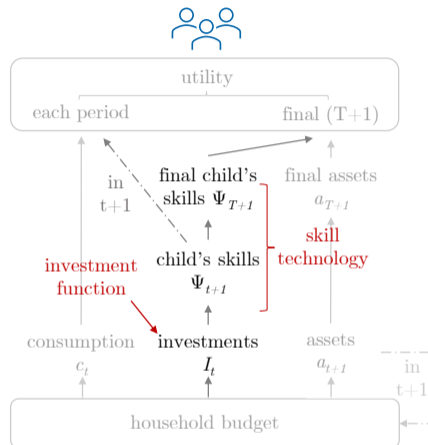 utility
each period
final (T+1)
in
t+1
final child's
skills Ψ_{T+1}
final assets
a_{T+1}
skill
technology
child's skills
Ψ_{t+1}
investment
function
consumption
c_t
investments
I_t
assets
a_{t+1}
in
t+1
household budget